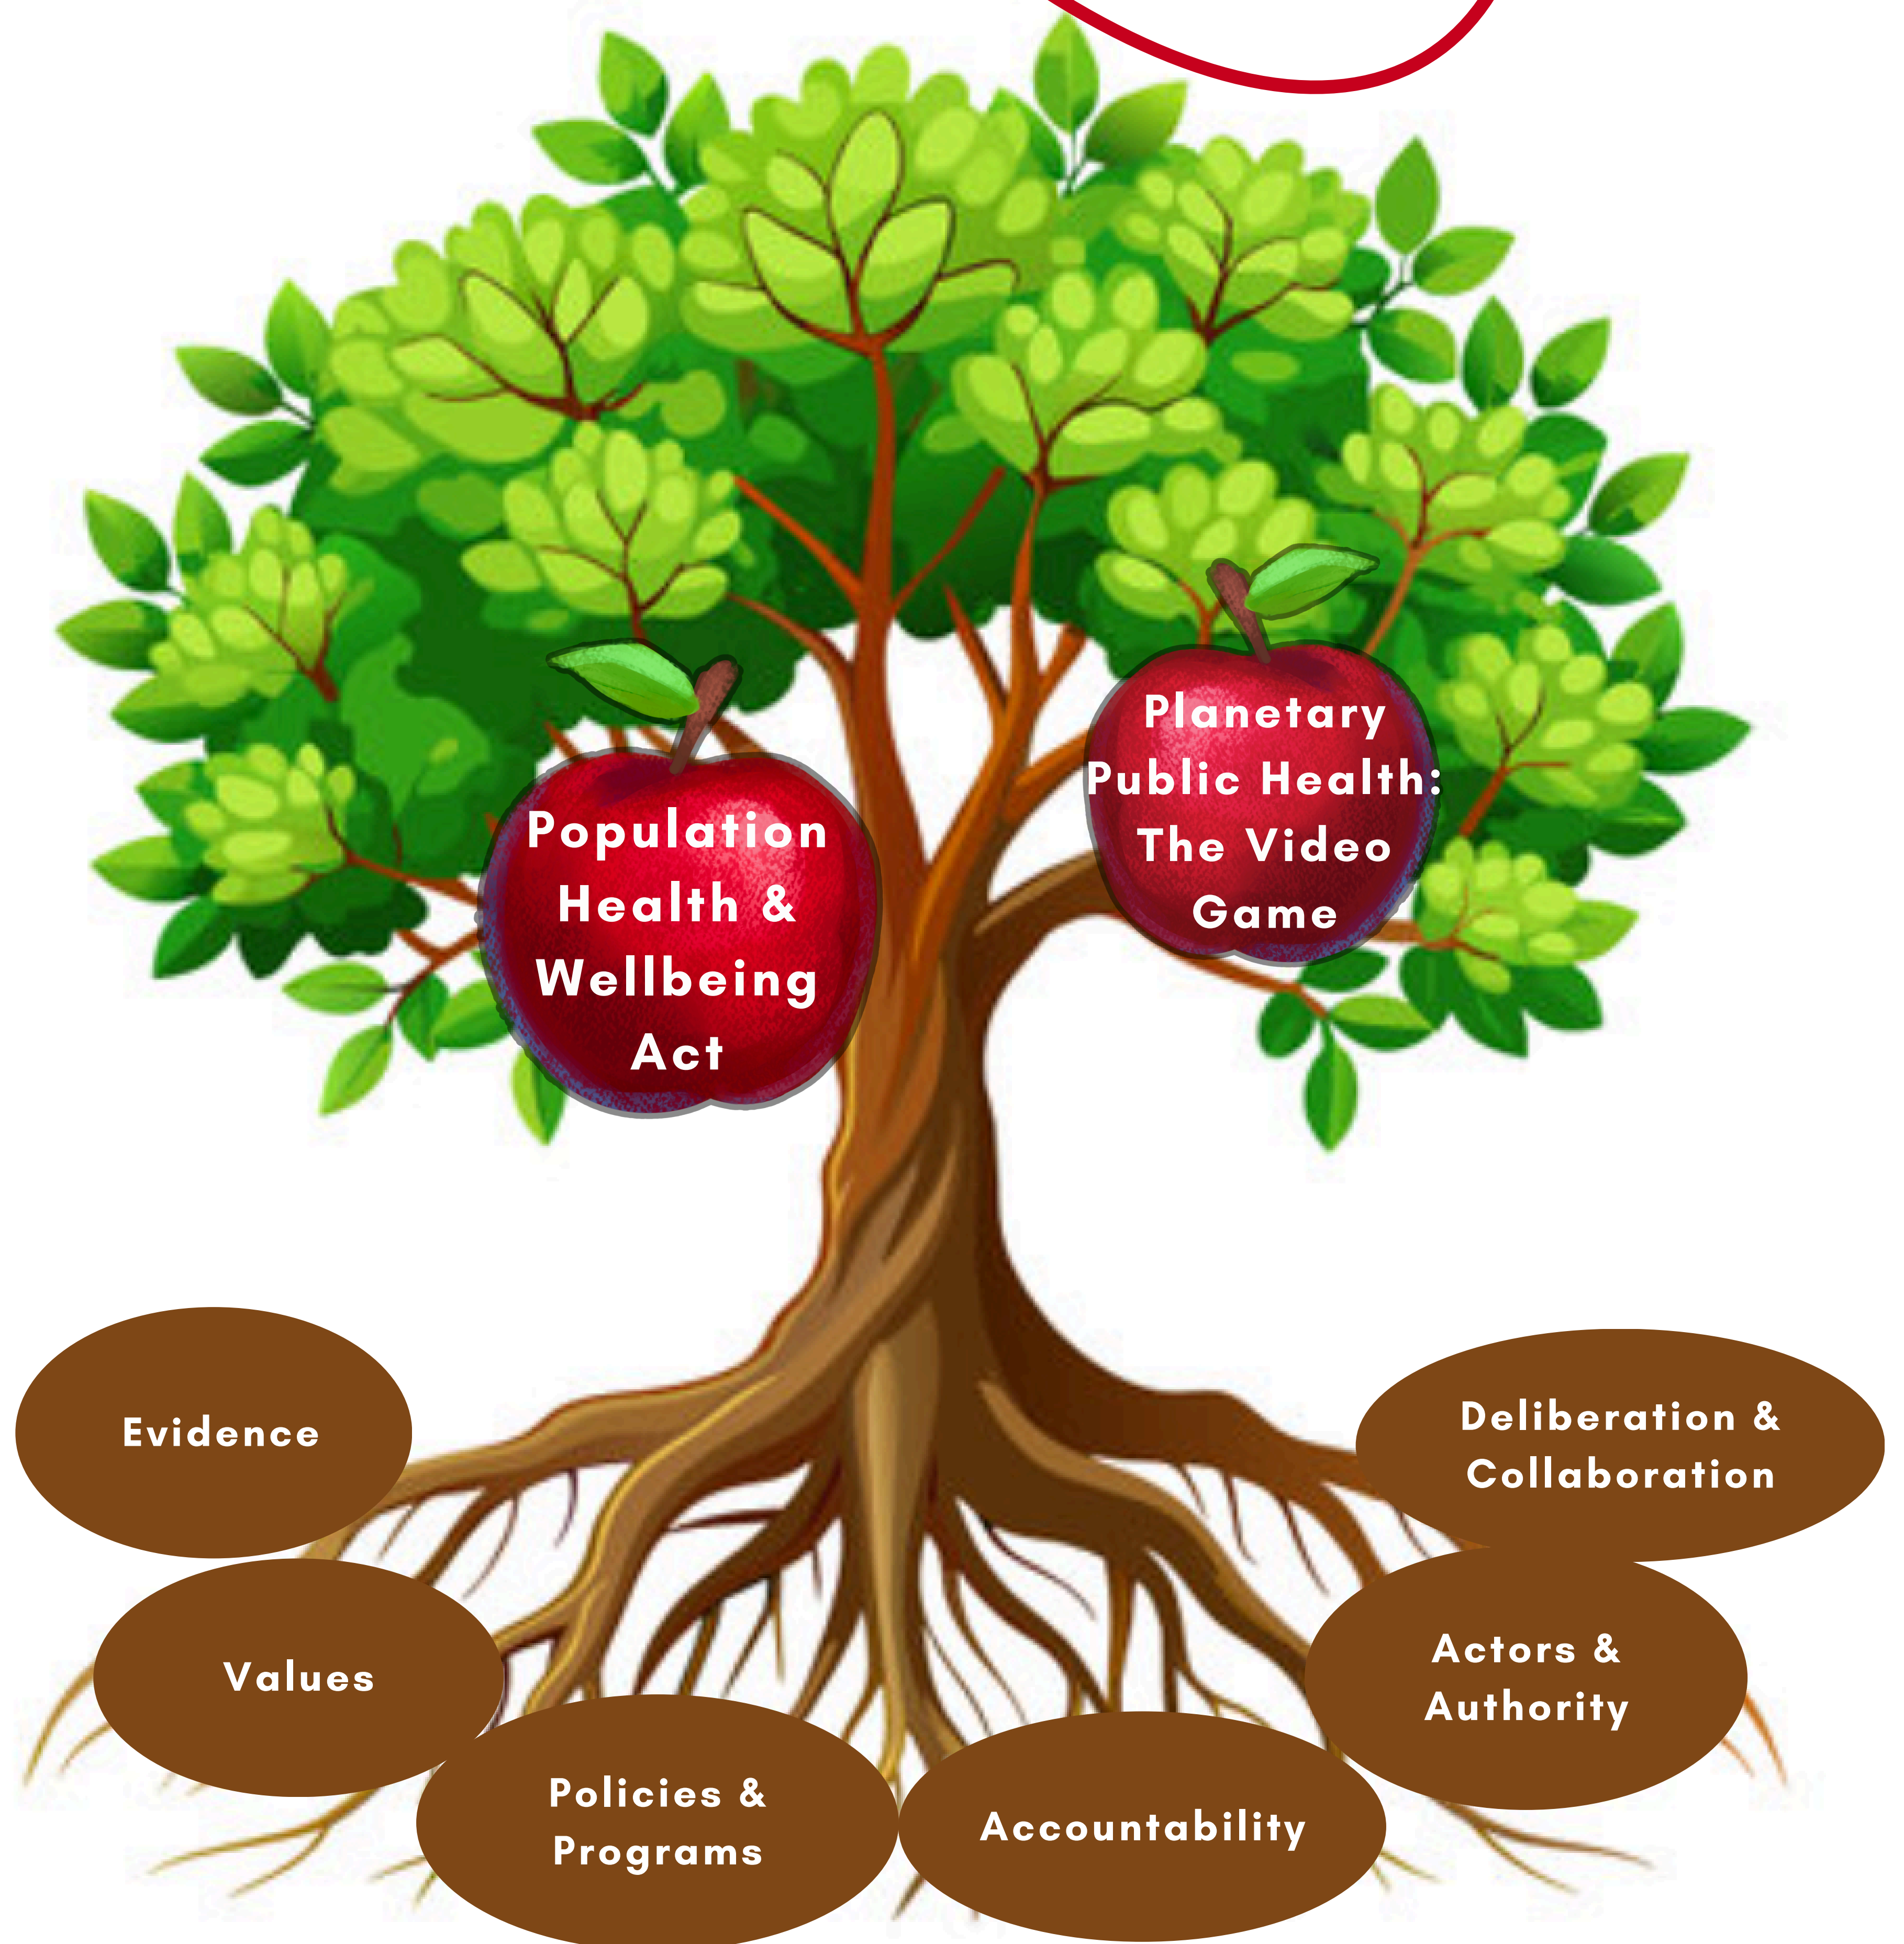 Population
Health &
Wellbeing
Act
Planetary
Public Health:
The Video
Game
Evidence
Values
Policies &
Programs
Accountability
Actors &
Authority
Deliberation &
Collaboration